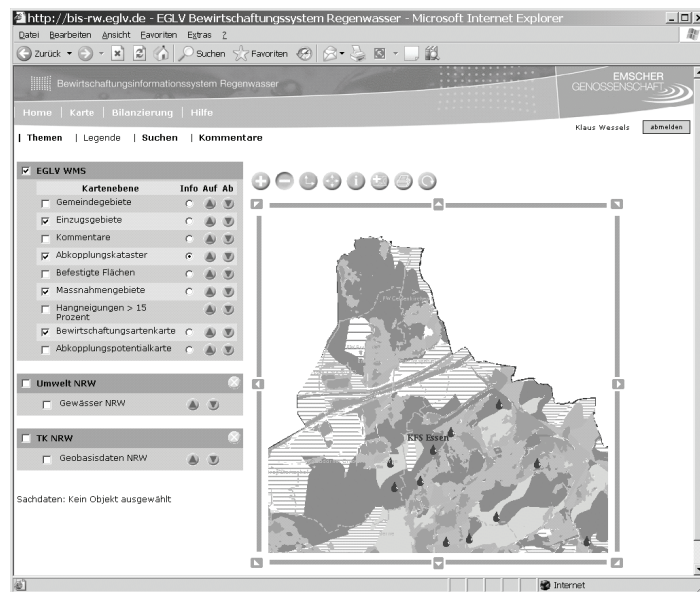 http://bis-rw.eglv.de - EGLV Bewirtschaftungssystem Regenwasser - Microsoft Internet Explorer
Datei Bearbeiten Ansicht Favoriten Extras ?
Zurück Suchen Favoriten
Bewirtschaftungsinformationssystem Regenwasser
EMSCHER
GENOSSENSCHAFT
Home | Karte | Bilanzierung | Hilfe
Klaus Wessels abmelden
| Themen | Legende | Suchen | Kommentare
EGLV WMS
Kartenebene Info Auf Ab
Gemeindegebiete
Einzugsgebiete
Kommentare
Abkopplungskataster
Befestigte Flächen
Massnahmengebiete
Hangneigungen > 15
Prozent
Bewirtschaftungsartenkarte
Abkopplungspotentialkarte
Umwelt NRW
Gewässer NRW
TK NRW
Geobasisdaten NRW
Sachdaten: Kein Objekt ausgewählt
KFS Essen
Internet